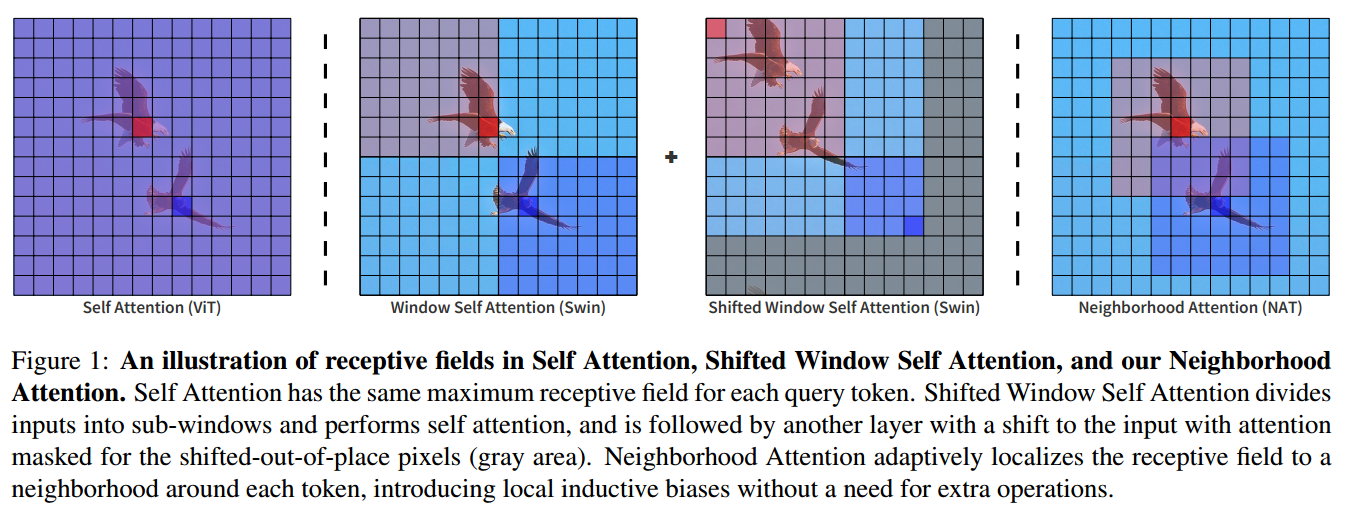 Self Attention (ViT)
Window Self Attention (Swin)
+
Shifted Window Self Attention (Swin)
Neighborhood Attention (NAT)
Figure 1: An illustration of receptive fields in Self Attention, Shifted Window Self Attention, and our Neighborhood
Attention. Self Attention has the same maximum receptive field for each query token. Shifted Window Self Attention divides
inputs into sub-windows and performs self attention, and is followed by another layer with a shift to the input with attention
masked for the shifted-out-of-place pixels (gray area). Neighborhood Attention adaptively localizes the receptive field to a
neighborhood around each token, introducing local inductive biases without a need for extra operations.